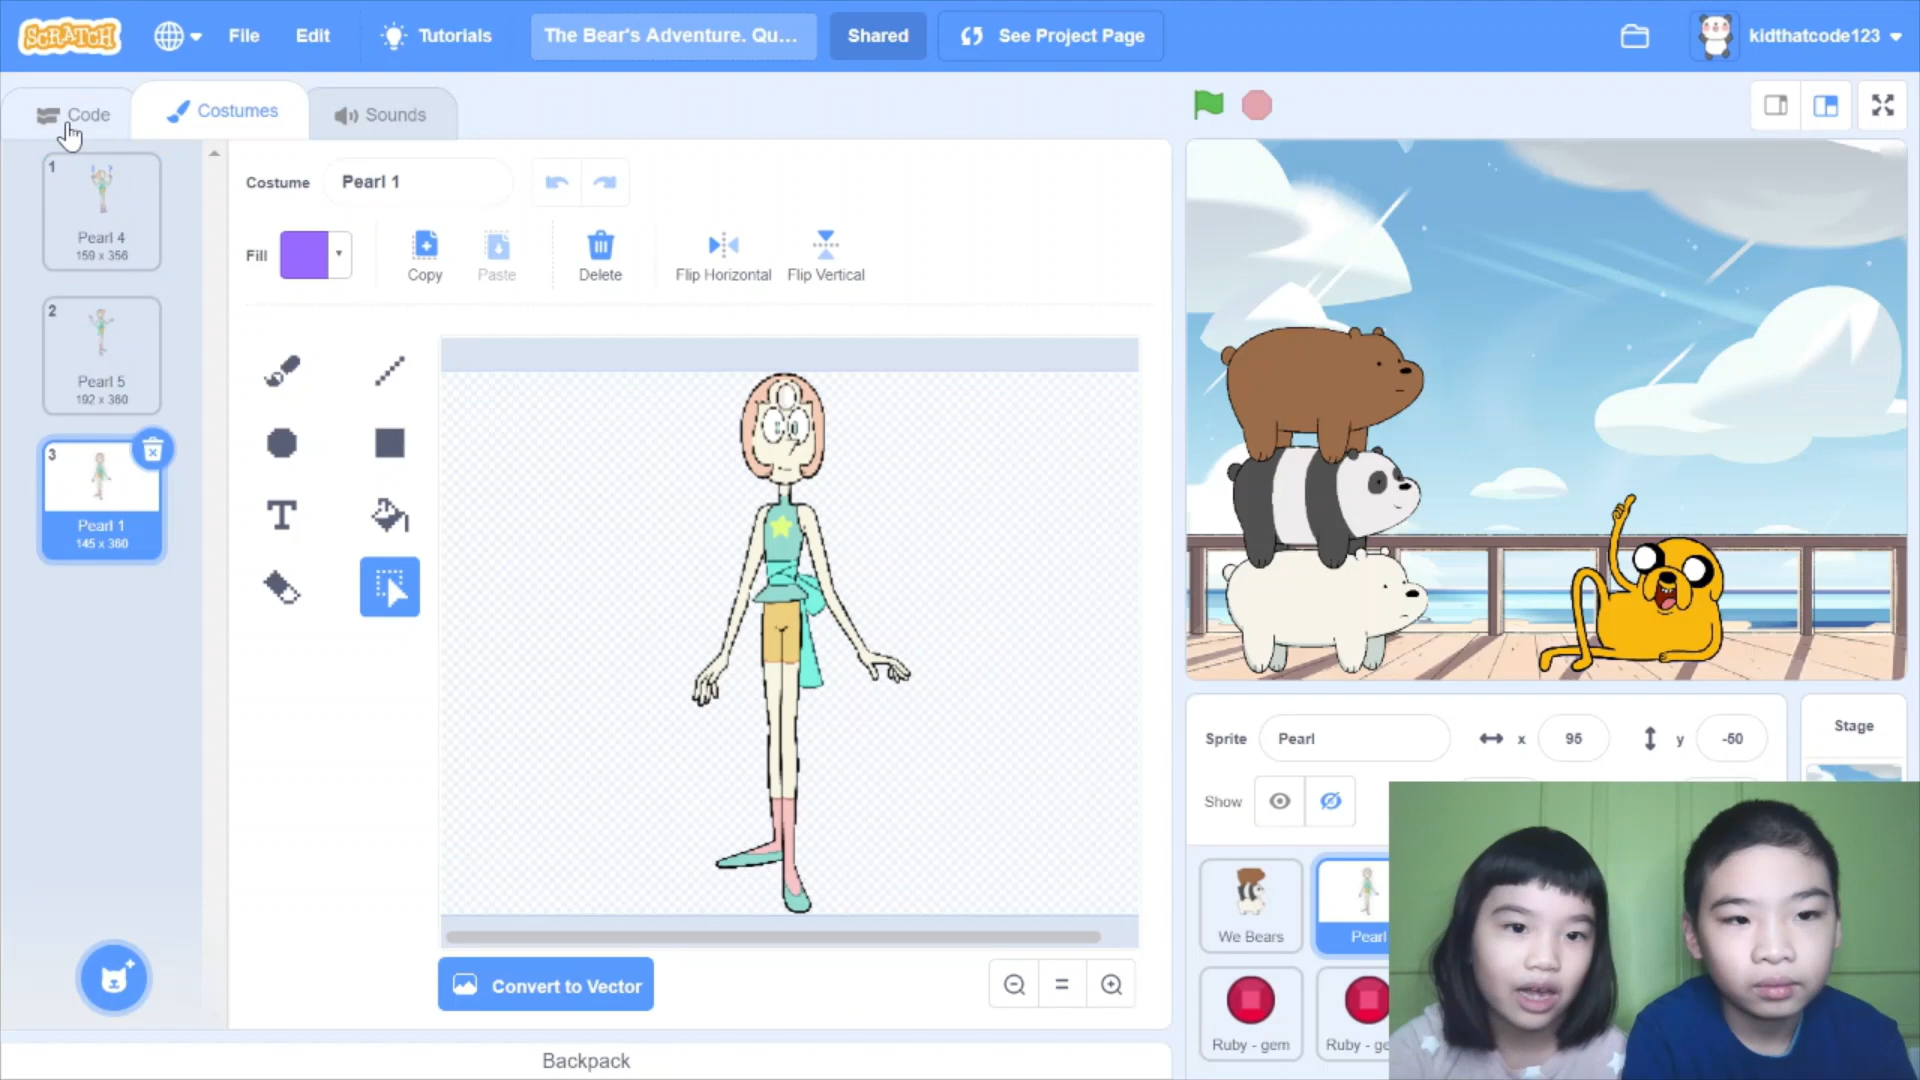 SCRATCH
File
Edit
Tutorials
The Bear's Adventure. Qu...
Shared
See Project Page
kidthatcode123
Code
Costumes
Sounds
1
Pearl 4
159 x 356
2
Pearl 5
192 x 360
3
Pearl 1
145 x 360
Costume
Pearl 1
Fill
Copy
Paste
Delete
Flip Horizontal
Flip Vertical
T
Convert to Vector
Backpack
Sprite
Pearl
x
95
y
-50
Show
Stage
We Bears
Pearl
Ruby - gem
Ruby - ge